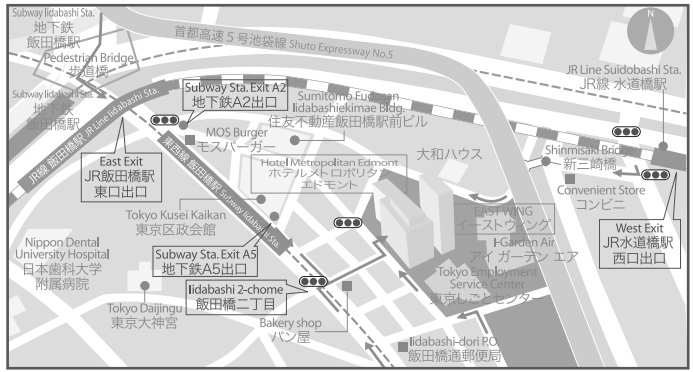 Subway Iidabashi Sta.
地下鉄
飯田橋駅
Pedestrian Bridge
歩道橋
首都高速5号池袋線 Shuto Expressway No.5
N
JR Line Suidobashi Sta.
JR線 水道橋駅
Subway Iidabashi Sta.
地下鉄
飯田橋駅
Subway Sta. Exit A2
地下鉄A2出口
Sumitomo Fudosan
Iidabashiekimae Bldg.
住友不動産飯田橋駅前ビル
MOS Burger
モスバーガー
JR線 飯田橋駅 JR Line Iidabashi Sta.
East Exit
JR飯田橋駅
東口出口
東西線 飯田橋駅 Subway Iidabashi Sta.
Hotel Metropolitan Edmont
ホテルメトロポリタン
エドモント
大和ハウス
Shinmisaki Bridge
新三崎橋
Convenient Store
コンビニ
West Exit
JR水道橋駅
西口出口
Tokyo Kusei Kaikan
東京区政会館
EAST WING
イーストウィング
I-Garden Air
アイ ガーデン エア
Nippon Dental
University Hospital
日本歯科大学
附属病院
Subway Sta. Exit A5
地下鉄A5出口
Tokyo Employment
Service Center
東京しごとセンター
Iidabashi 2-chome
飯田橋二丁目
Tokyo Daijingu
東京大神宮
Bakery shop
パン屋
Iidabashi-dori P.O.
飯田橋通郵便局